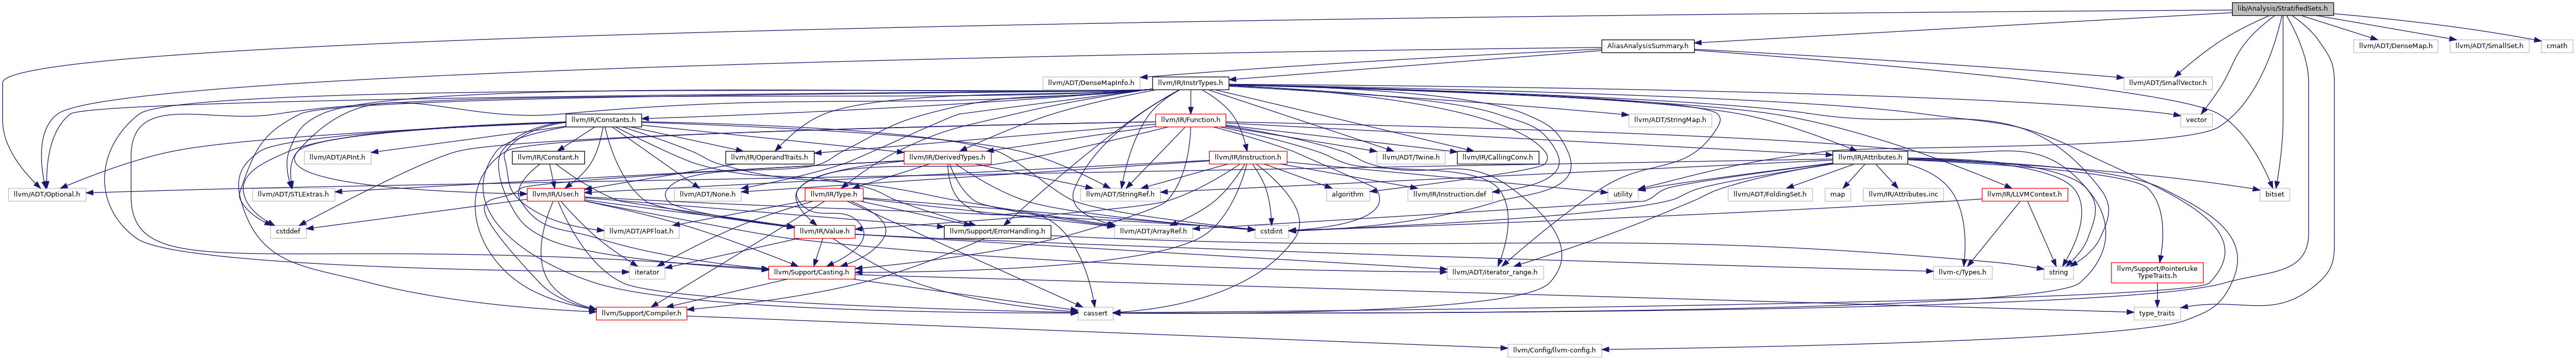 lib/Analysis/StratifiedSets.h
AliasAnalysisSummary.h
llvm/ADT/DenseMap.h
llvm/ADT/SmallSet.h
cmath
llvm/ADT/DenseMapInfo.h
llvm/IR/InstrTypes.h
llvm/ADT/SmallVector.h
llvm/IR/Constants.h
llvm/IR/Function.h
llvm/ADT/StringMap.h
vector
llvm/ADT/APInt.h
llvm/IR/Constant.h
llvm/IR/OperandTraits.h
llvm/IR/DerivedTypes.h
llvm/IR/Instruction.h
llvm/ADT/Twine.h
llvm/IR/CallingConv.h
llvm/IR/Attributes.h
llvm/ADT/Optional.h
llvm/ADT/STLExtras.h
llvm/IR/User.h
llvm/ADT/None.h
llvm/IR/Type.h
llvm/ADT/StringRef.h
algorithm
llvm/IR/Instruction.def
utility
llvm/ADT/FoldingSet.h
map
llvm/IR/Attributes.inc
llvm/IR/LLVMContext.h
bitset
cstddef
llvm/ADT/APFloat.h
llvm/IR/Value.h
llvm/Support/ErrorHandling.h
llvm/ADT/ArrayRef.h
cstdint
iterator
llvm/Support/Casting.h
llvm/ADT/iterator_range.h
llvm-c/Types.h
string
llvm/Support/PointerLike
TypeTraits.h
llvm/Support/Compiler.h
cassert
type_traits
llvm/Config/llvm-config.h